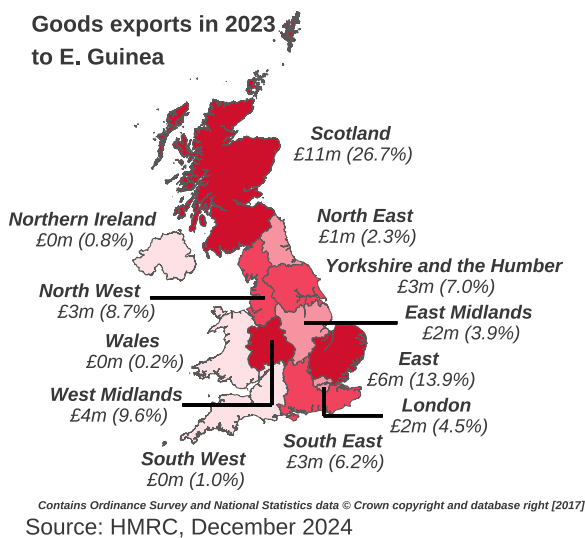 Goods exports in 2023
to E. Guinea
Scotland
£11m (26.7%)
Northern Ireland
£0m (0.8%)
North East
£1m (2.3%)
Yorkshire and the Humber
£3m (7.0%)
North West
£3m (8.7%)
East Midlands
£2m (3.9%)
Wales
£0m (0.2%)
East
£6m (13.9%)
West Midlands
£4m (9.6%)
London
£2m (4.5%)
South East
£3m (6.2%)
South West
£0m (1.0%)
Contains Ordinance Survey and National Statistics data © Crown copyright and database right [2017]
Source: HMRC, December 2024